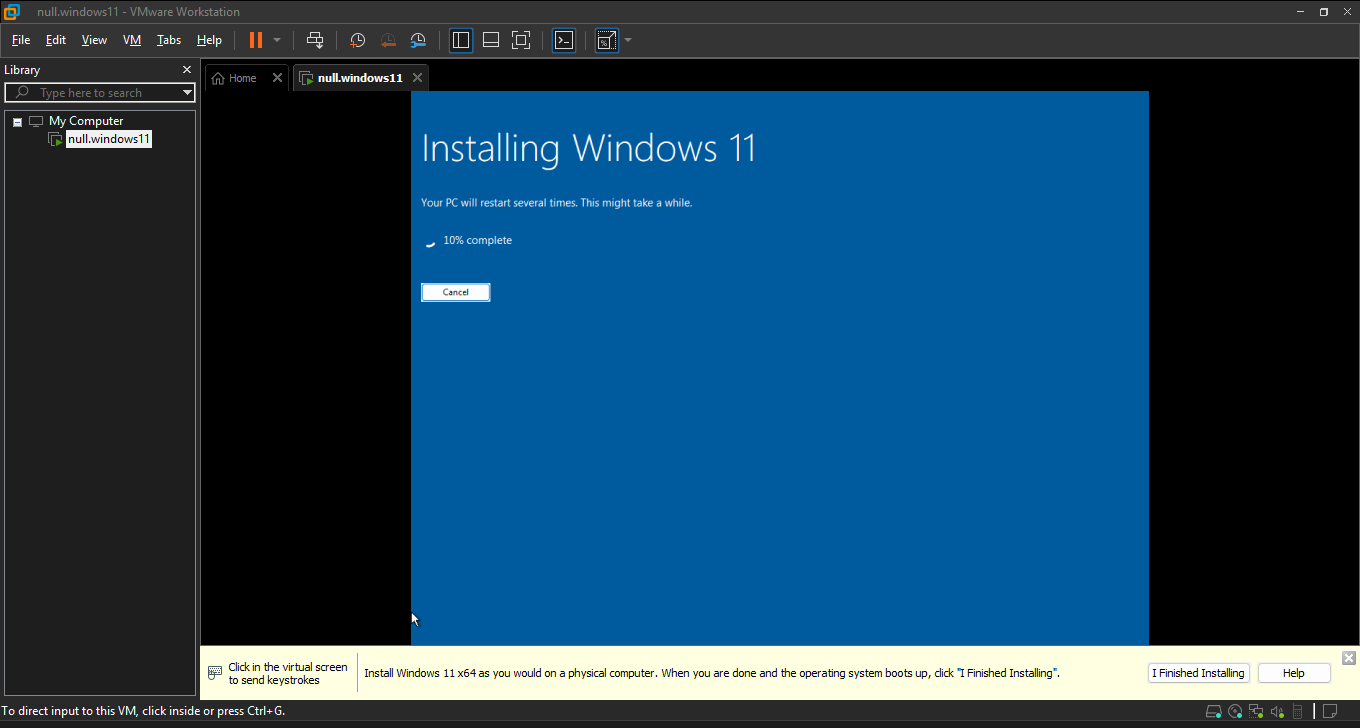 null.windows11 - VMware Workstation
File Edit View VM Tabs Help
Library
Type here to search
My Computer
null.windows11
Home
null.windows11
Installing Windows 11
Your PC will restart several times. This might take a while.
10% complete
Cancel
Click in the virtual screen
to send keystrokes
Install Windows 11 x64 as you would on a physical computer. When you are done and the operating system boots up, click "I Finished Installing".
I Finished Installing
Help
To direct input to this VM, click inside or press Ctrl+G.